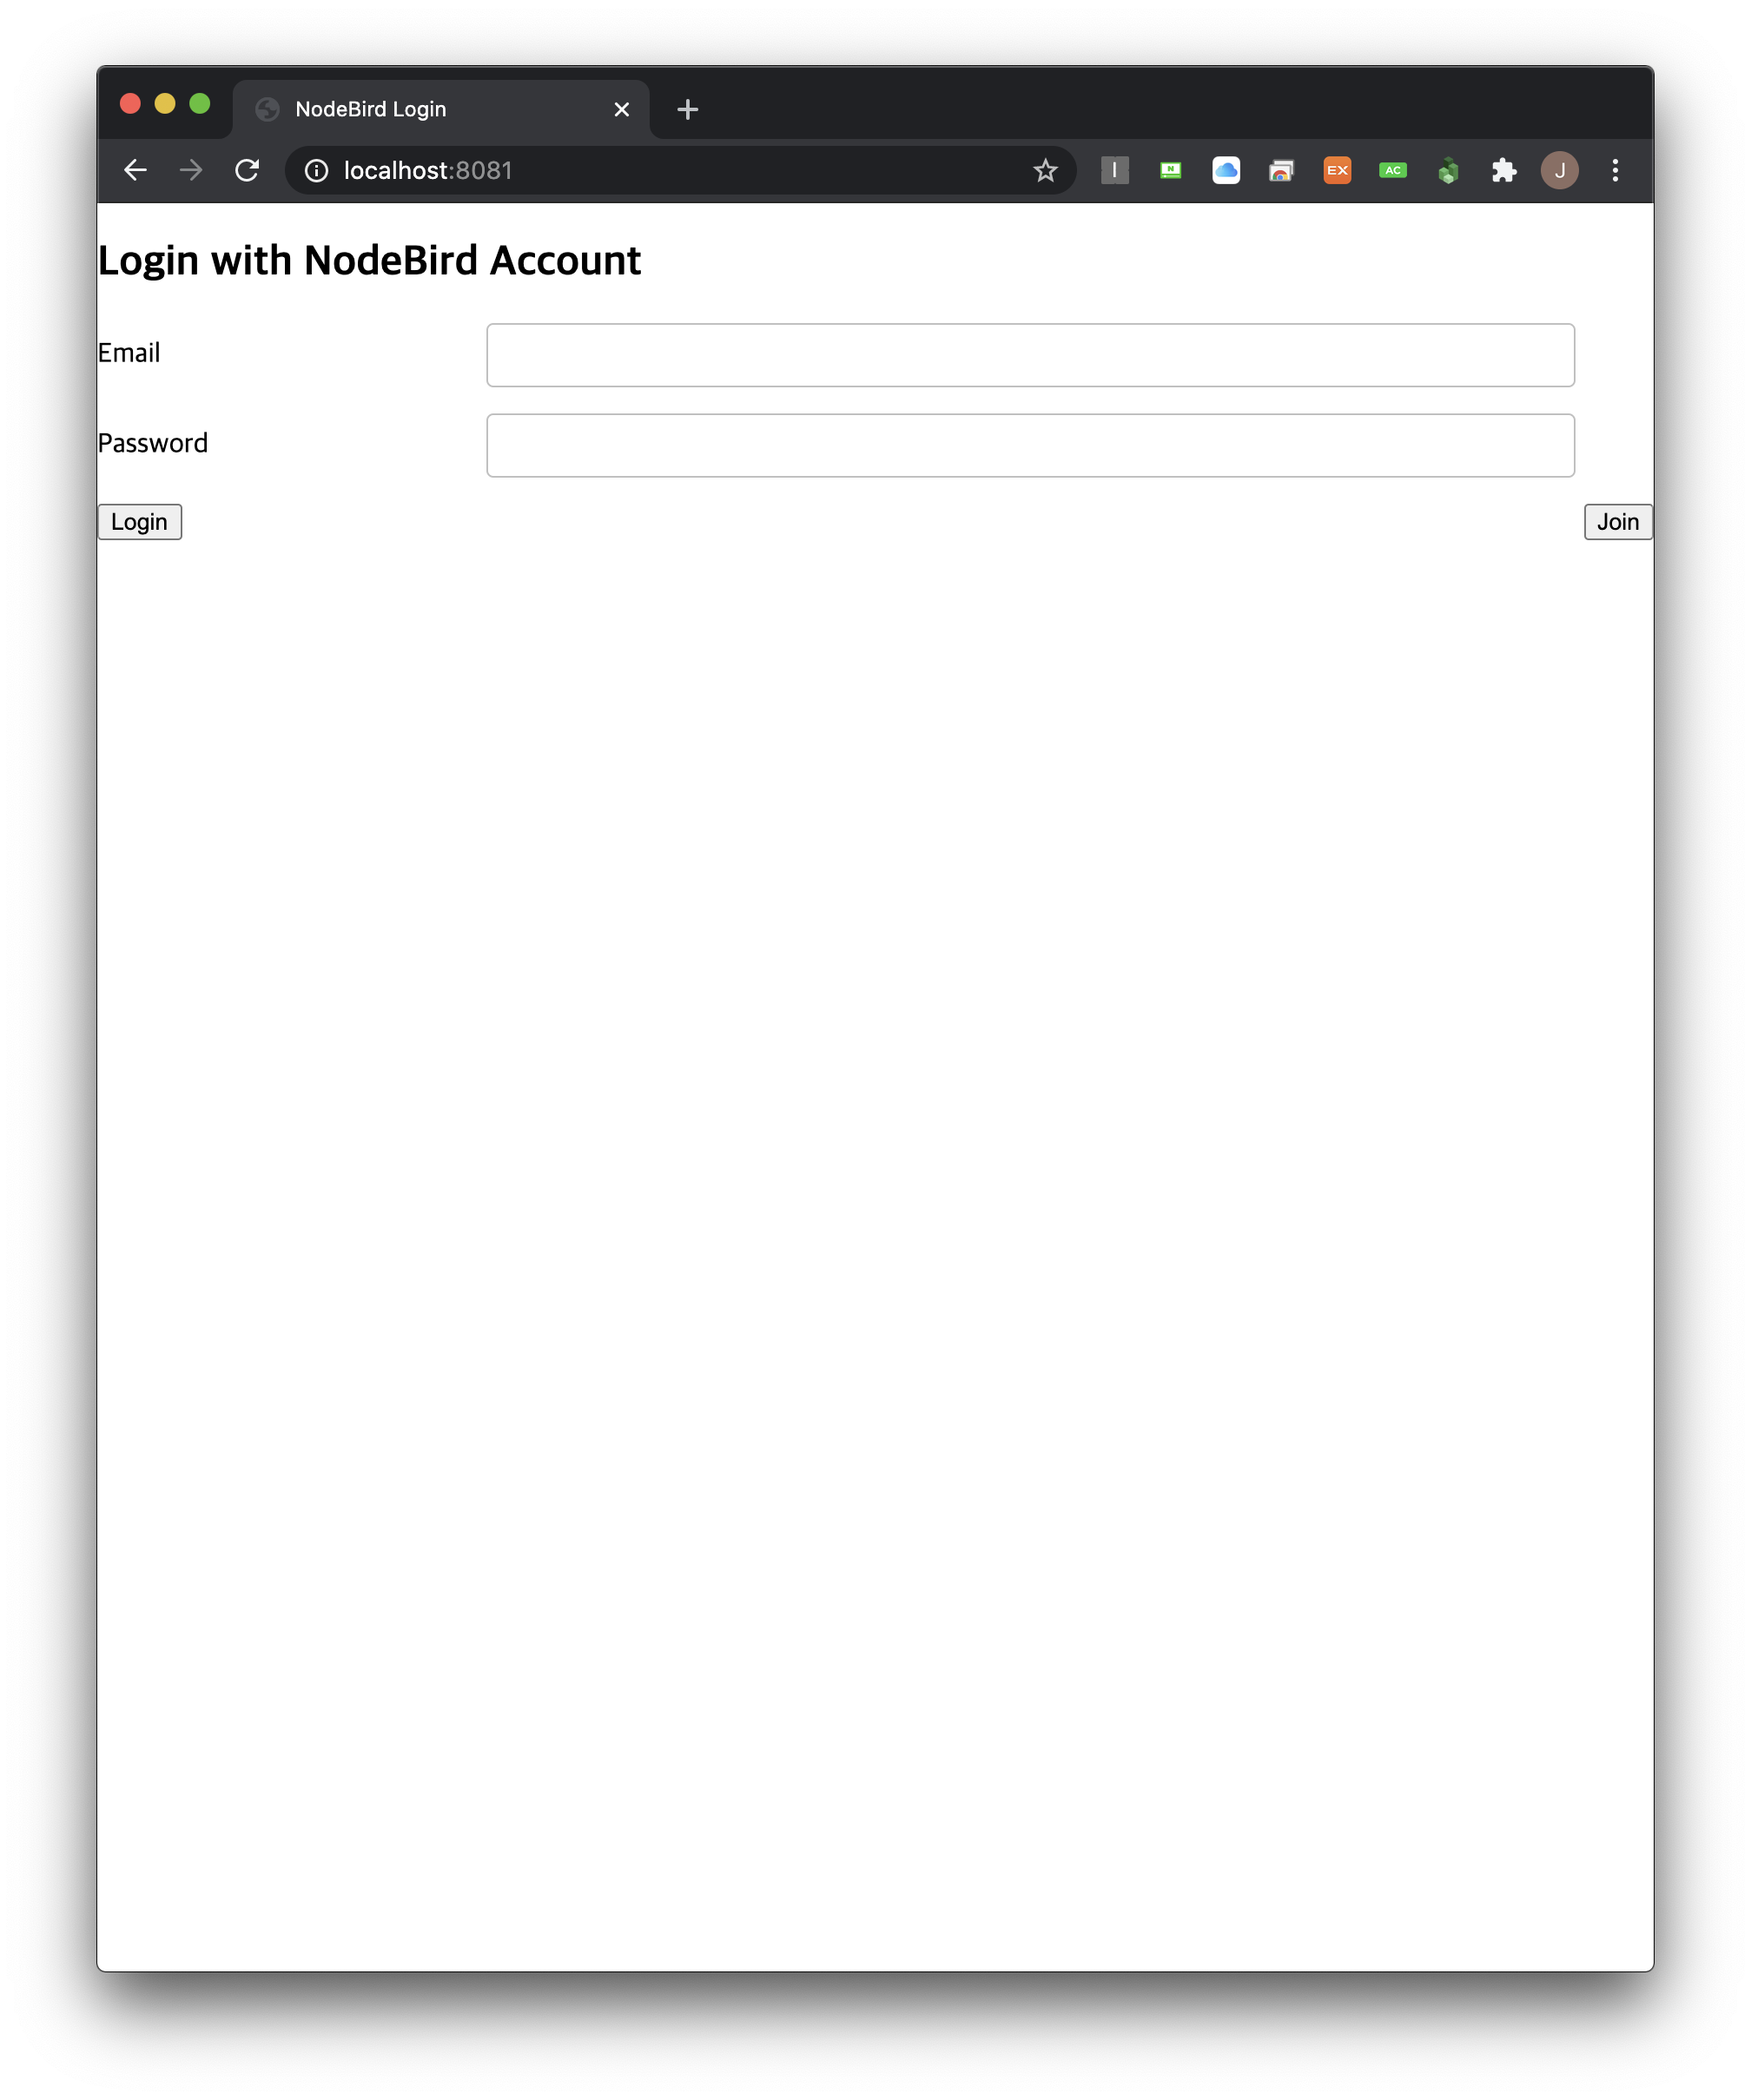 NodeBird Login
localhost:8081
I
N
EX
AC
J
Login with NodeBird Account
Email
Password
Login Join